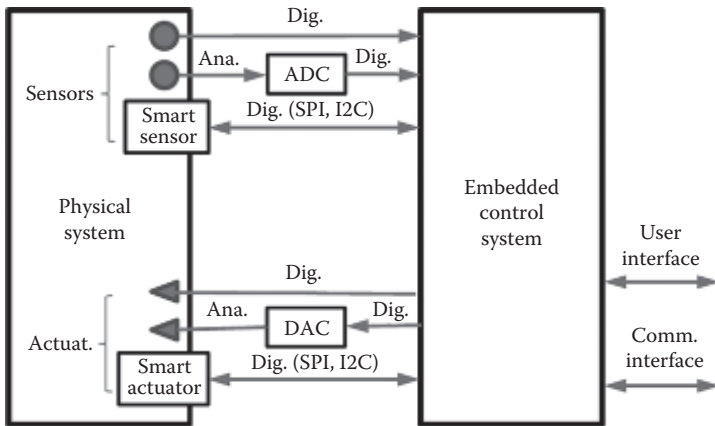 Dig.
Ana.
ADC
Dig.
Sensors
Smart
sensor
Dig. (SPI, I2C)
Physical
system
Embedded
control
system
User
interface
Dig.
Ana.
DAC
Dig.
Actuat.
Smart
actuator
Dig. (SPI, I2C)
Comm.
interface